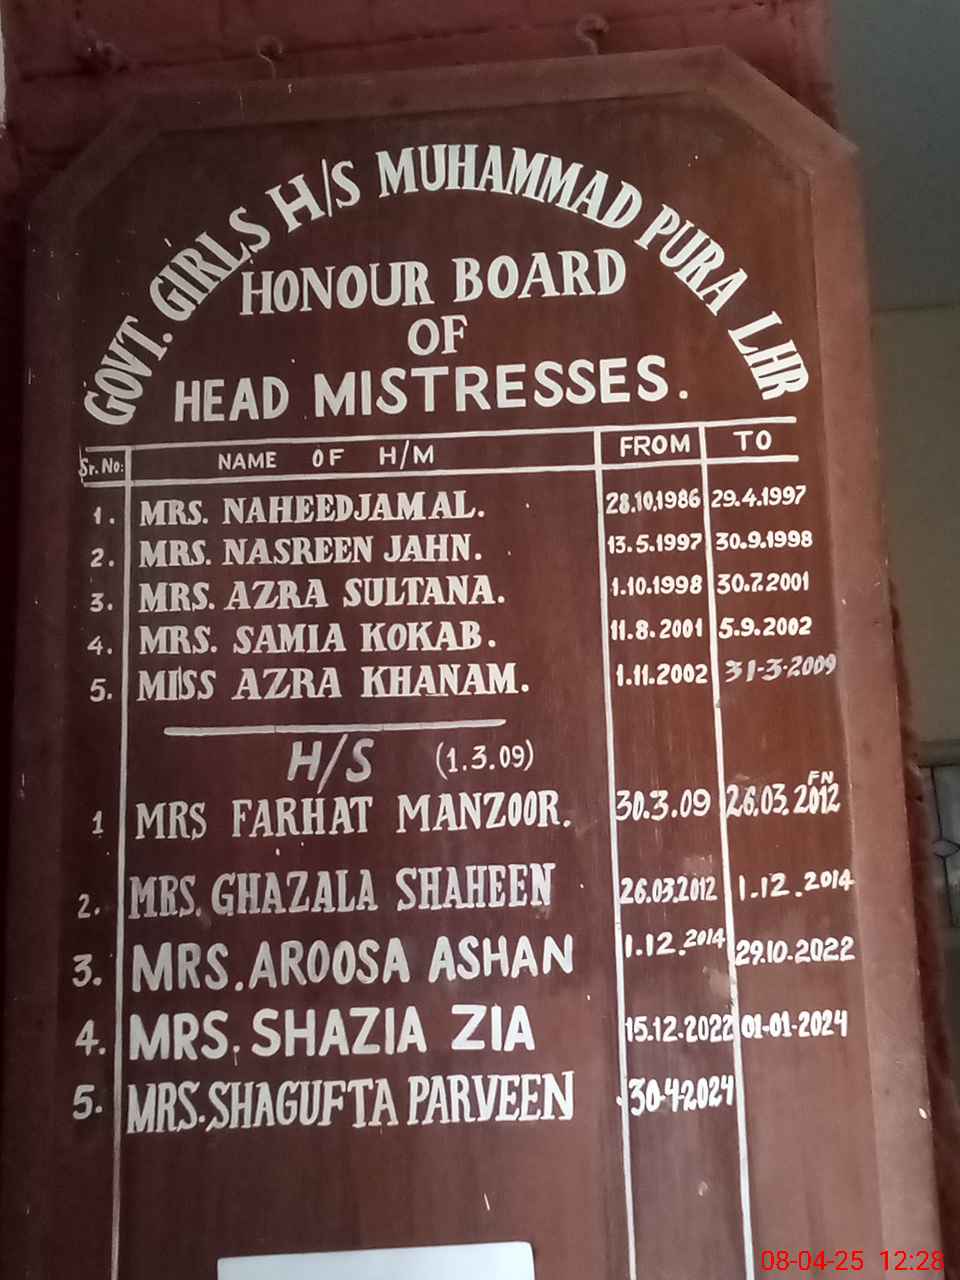 GOVT. GIRLS H/S MUHAMMAD PURA LHR
HONOUR BOARD
OF
HEAD MISTRESSES.
Sr. No: NAME OF H/M FROM TO
1. MRS. NAHEEDJAMAL. 28.10.1986 29.4.1997
2. MRS. NASREEN JAHN. 13.5.1997 30.9.1998
3. MRS. AZRA SULTANA. 1.10.1998 30.7.2001
4. MRS. SAMIA KOKAB. 11.8.2001 5.9.2002
5. MISS AZRA KHANAM. 1.11.2002 31-3-2009
H/S (1.3.09)
FN
1 MRS FARHAT MANZOOR. 30.3.09 26.03.2012
2. MRS. GHAZALA SHAHEEN 26.03.2012 1.12.2014
3. MRS. AROOSA ASHAN 1.12.2014 29.10-2022
4. MRS. SHAZIA ZIA 15.12.2022 01-01-2024
5. MRS. SHAGUFTA PARVEEN 30-4-2024
08-04-25 12:28